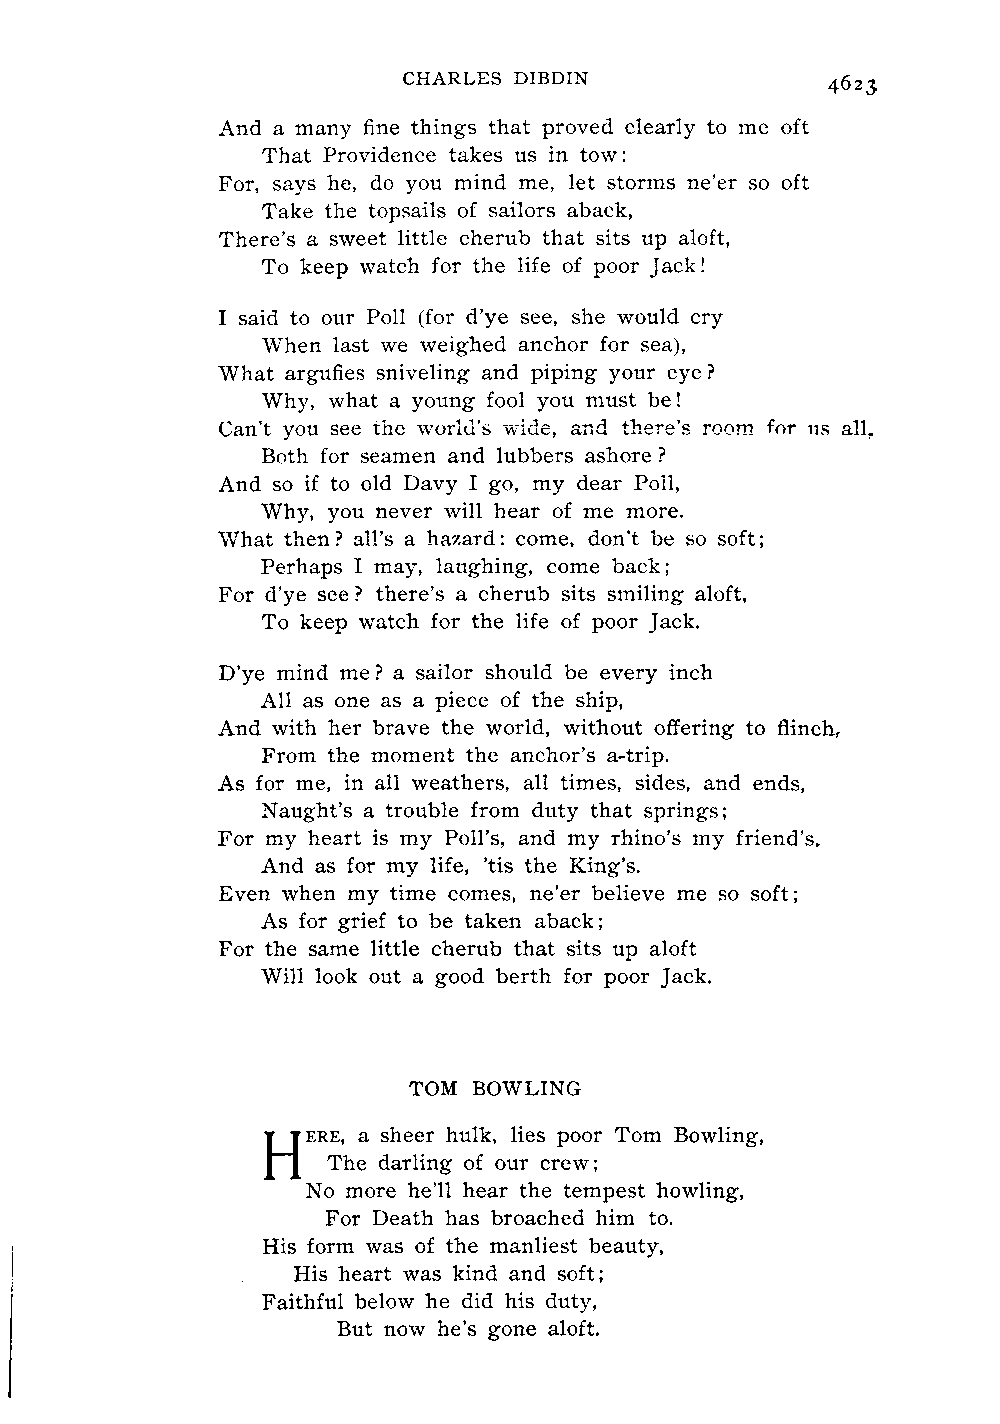 CHARLES DIBDIN
4623
And a many fine things that proved clearly to me oft
That Providence takes us in tow:
For, says he, do you mind me, let storms ne'er so oft
Take the topsails of sailors aback,
There's a sweet little cherub that sits up aloft,
To keep watch for the life of poor Jack!
I said to our Poll (for d'ye see, she would cry
When last we weighed anchor for sea),
What argufies sniveling and piping your eye?
Why, what a young fool you must be!
Can't you see the world's wide, and there's room for us all,
Both for seamen and lubbers ashore?
And so if to old Davy I go, my dear Poll,
Why, you never will hear of me more.
What then? all's a hazard: come, don't be so soft;
Perhaps I may, laughing, come back;
For d'ye see? there's a cherub sits smiling aloft,
To keep watch for the life of poor Jack.
D'ye mind me? a sailor should be every inch
All as one as a piece of the ship,
And with her brave the world, without offering to flinch,
From the moment the anchor's a-trip.
As for me, in all weathers, all times, sides, and ends,
Naught's a trouble from duty that springs;
For my heart is my Poll's, and my rhino's my friend's,
And as for my life, 'tis the King's.
Even when my time comes, ne'er believe me so soft;
As for grief to be taken aback;
For the same little cherub that sits up aloft
Will look out a good berth for poor Jack.
TOM BOWLING
HERE, a sheer hulk, lies poor Tom Bowling,
The darling of our crew;
No more he'll hear the tempest howling,
For Death has broached him to.
His form was of the manliest beauty,
His heart was kind and soft;
Faithful below he did his duty,
But now he's gone aloft.